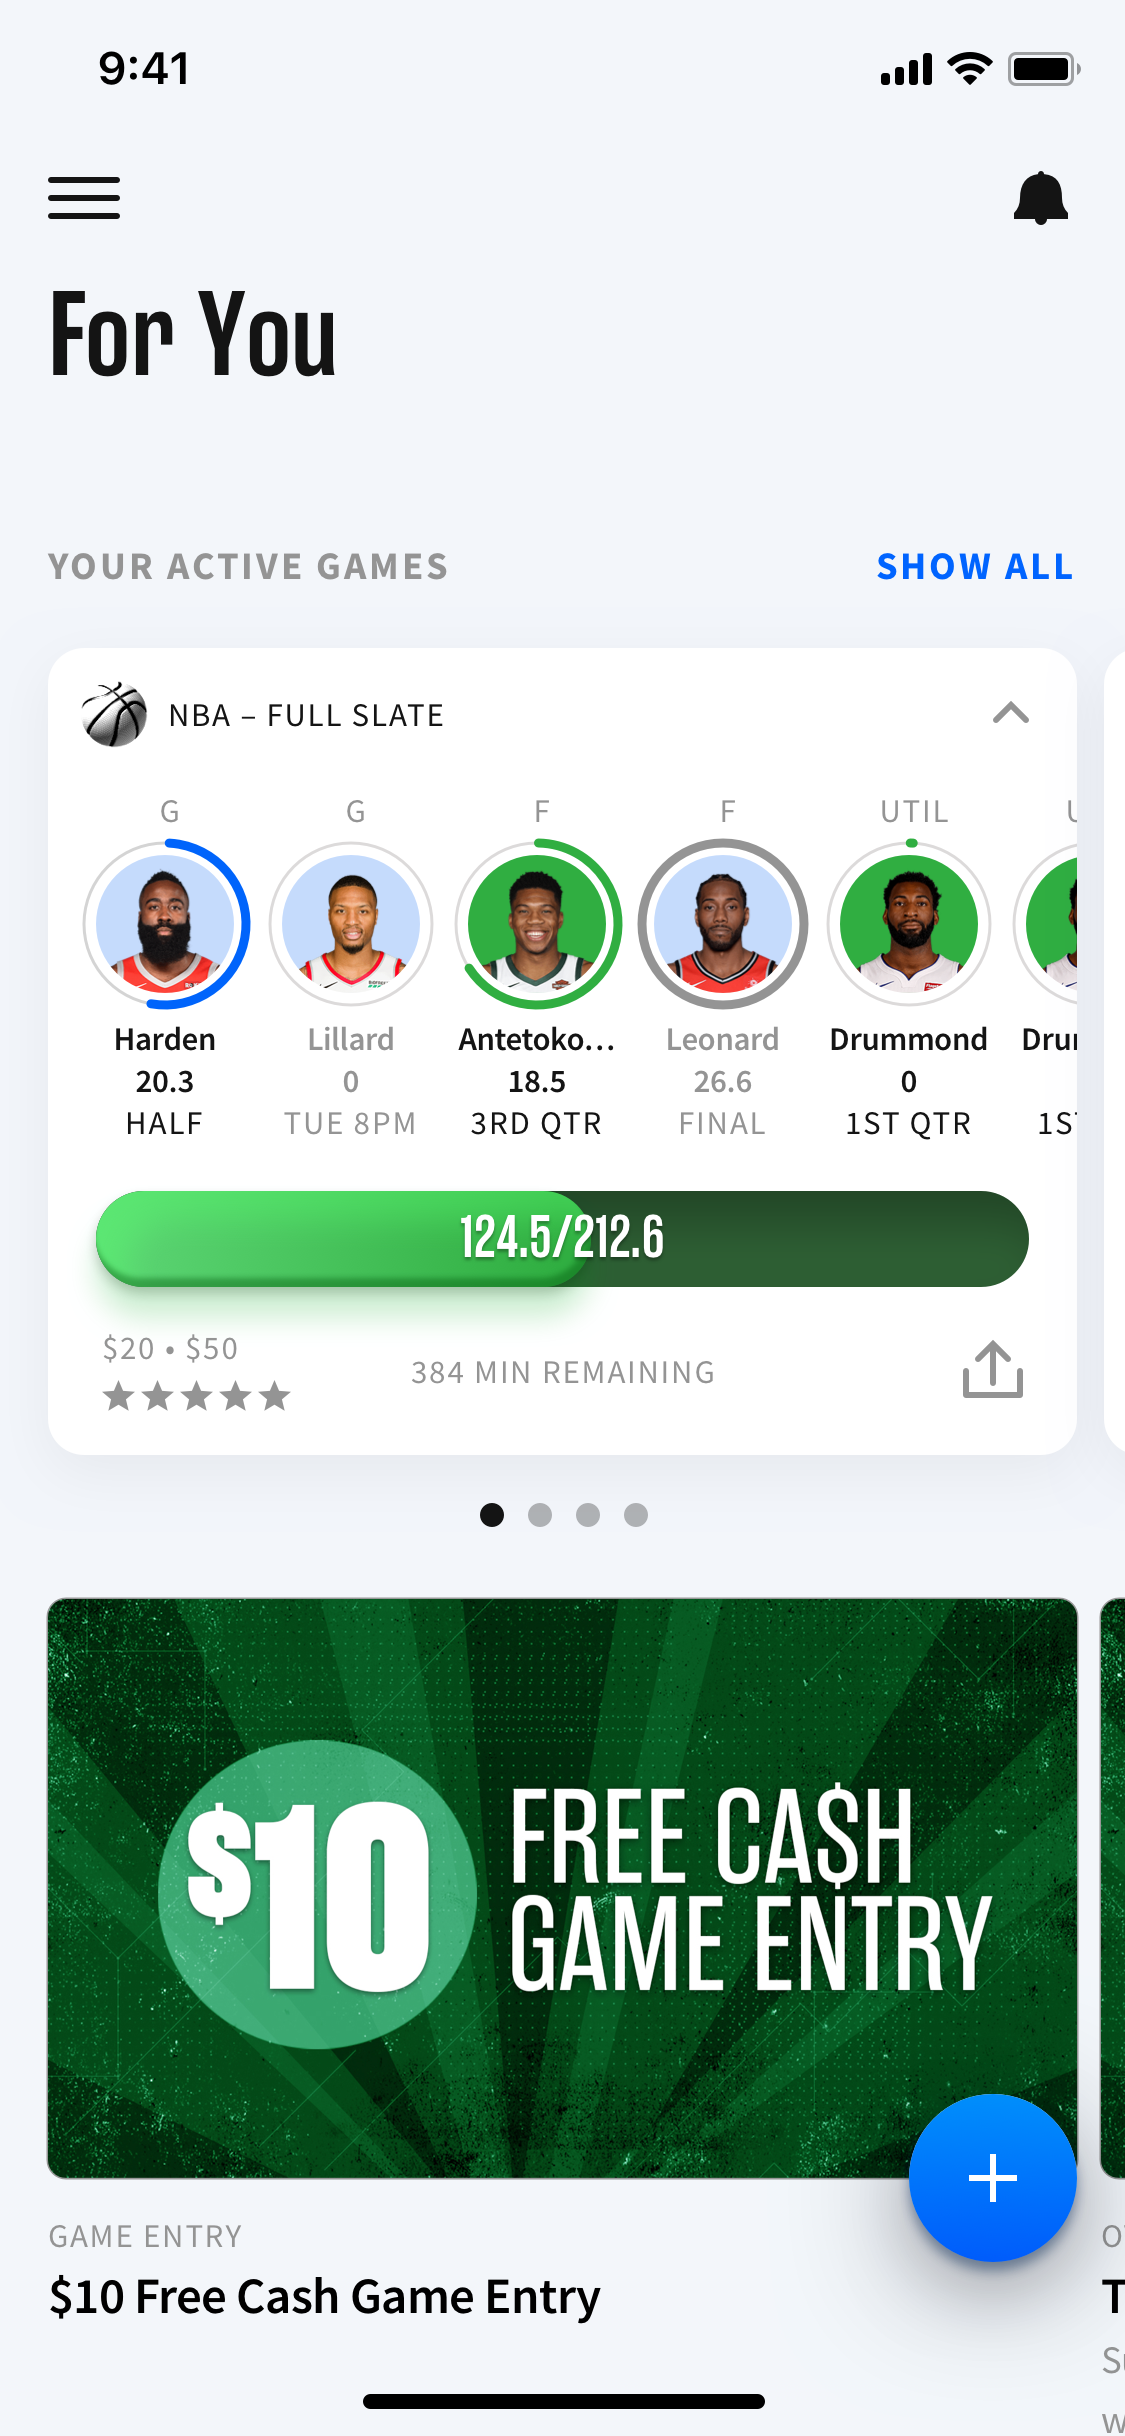 9:41
For You
YOUR ACTIVE GAMES
SHOW ALL
NBA – FULL SLATE
G
G
F
F
UTIL
Harden
Lillard
Antetoko...
Leonard
Drummond
20.3
0
18.5
26.6
0
HALF
TUE 8PM
3RD QTR
FINAL
1ST QTR
124.5/212.6
$20 • $50
384 MIN REMAINING
$10
FREE CA$H
GAME ENTRY
GAME ENTRY
$10 Free Cash Game Entry